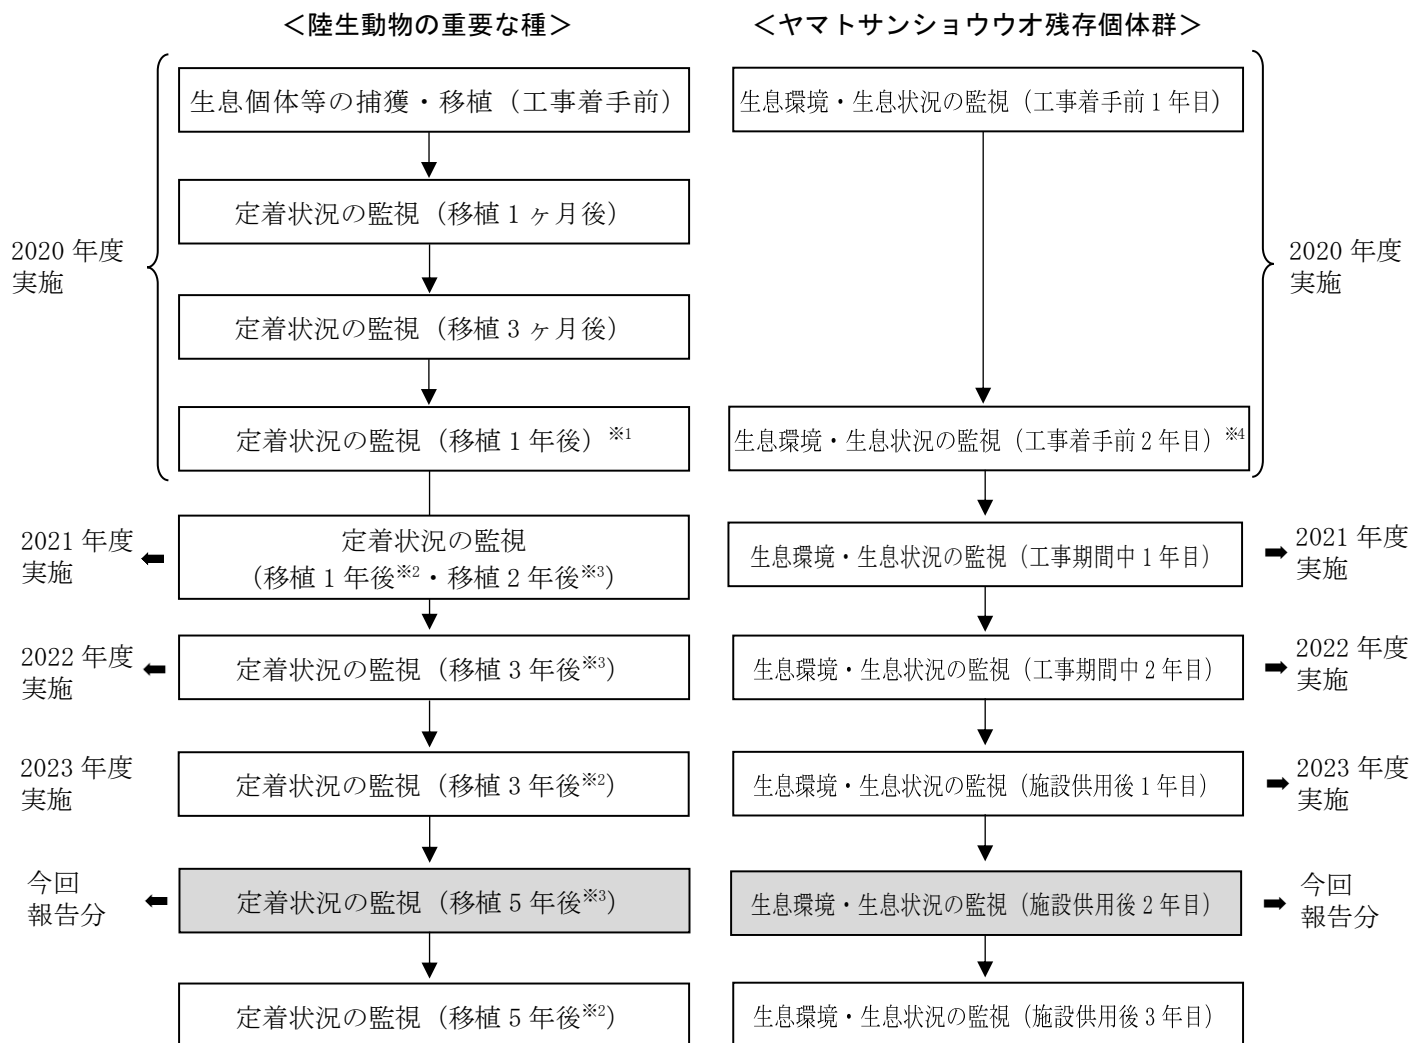 ＜陸生動物の重要な種＞
生息個体等の捕獲・移植（工事着手前）
定着状況の監視（移植 1 ヶ月後）
定着状況の監視（移植 3 ヶ月後）
定着状況の監視（移植 1 年後）※1
2020 年度
実施
定着状況の監視
（移植 1 年後※2・移植 2 年後※3）
2021 年度
実施
定着状況の監視（移植 3 年後※3）
2022 年度
実施
定着状況の監視（移植 3 年後※2）
2023 年度
実施
定着状況の監視（移植 5 年後※3）
今回
報告分
定着状況の監視（移植 5 年後※2）
＜ヤマトサンショウウオ残存個体群＞
生息環境・生息状況の監視（工事着手前 1 年目）
生息環境・生息状況の監視（工事着手前 2 年目）※4
2020 年度
実施
生息環境・生息状況の監視（工事期間中 1 年目）
2021 年度
実施
生息環境・生息状況の監視（工事期間中 2 年目）
2022 年度
実施
生息環境・生息状況の監視（施設供用後 1 年目）
2023 年度
実施
生息環境・生息状況の監視（施設供用後 2 年目）
今回
報告分
生息環境・生息状況の監視（施設供用後 3 年目）